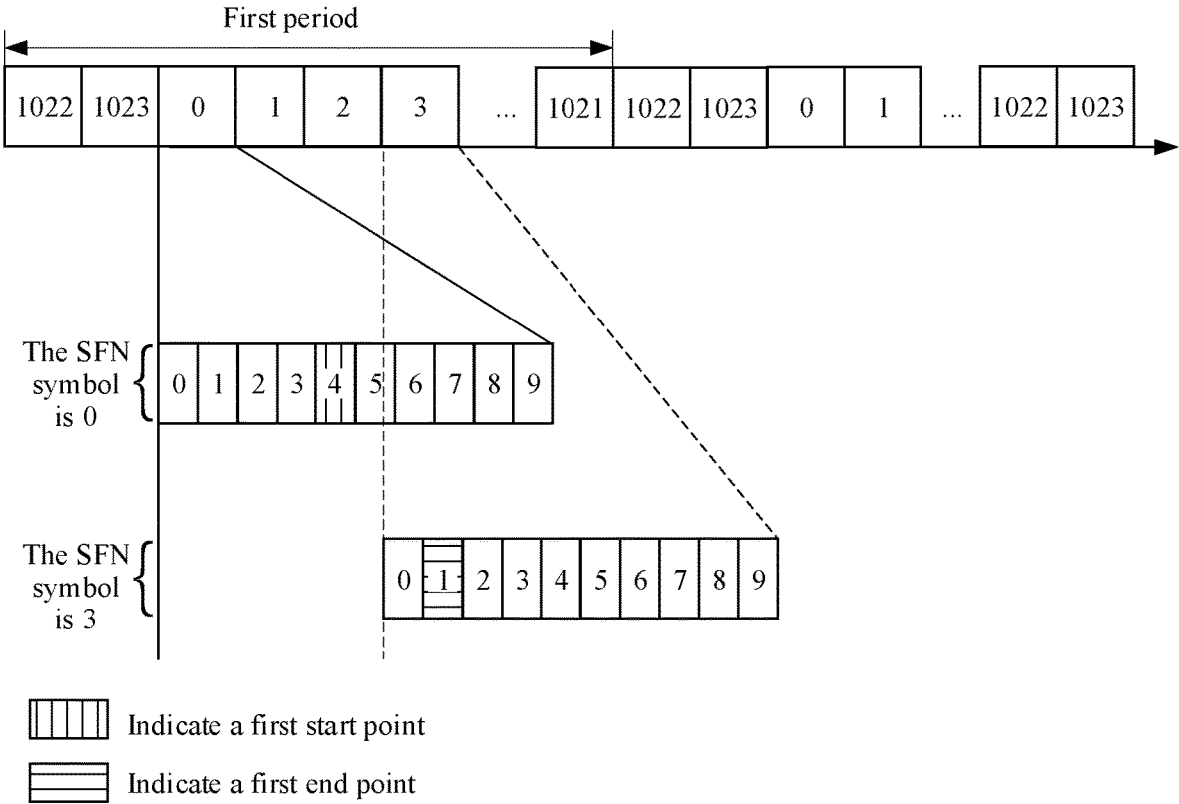 First period
1022 1023 0 1 2 3 ... 1021 1022 1023 0 1 ... 1022 1023
The SFN
symbol
is 0
0 1 2 3 4 5 6 7 8 9
The SFN
symbol
is 3
0 1 2 3 4 5 6 7 8 9
Indicate a first start point
Indicate a first end point